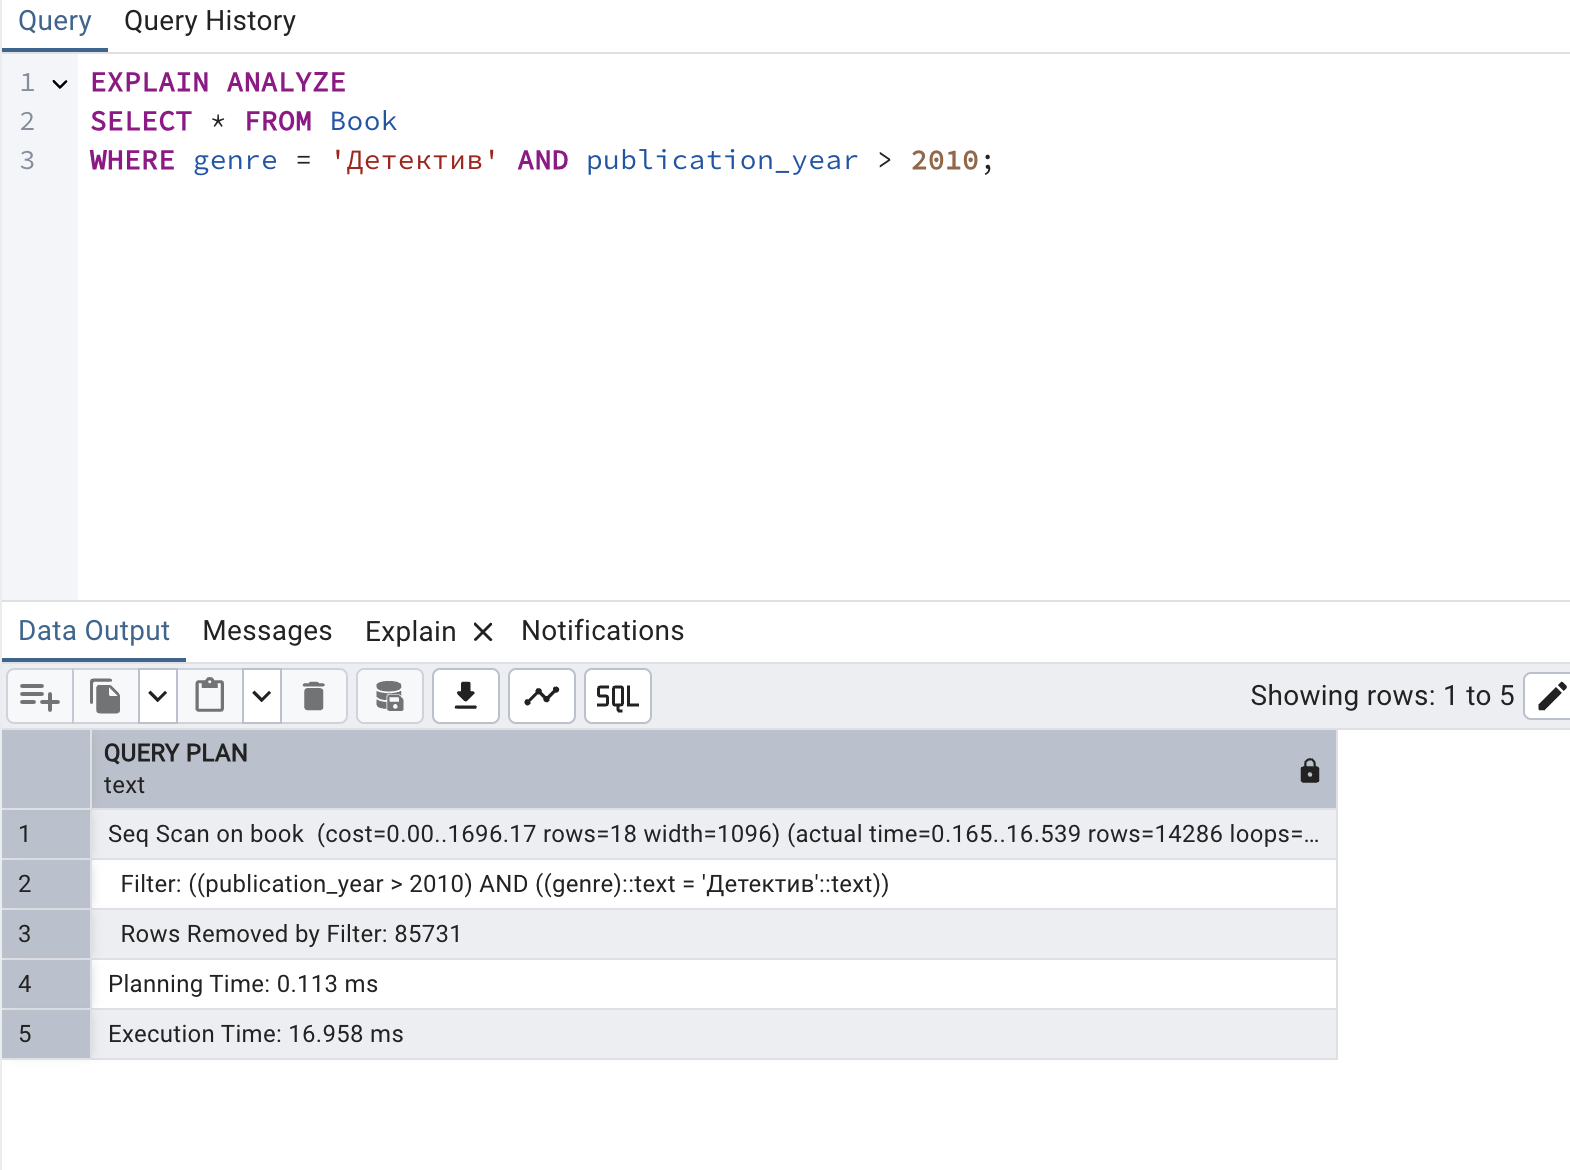 Query Query History
1 EXPLAIN ANALYZE
2 SELECT * FROM Book
3 WHERE genre = 'Детектив' AND publication_year > 2010;
Data Output Messages Explain Notifications
SQL Showing rows: 1 to 5
QUERY PLAN
text
1 Seq Scan on book (cost=0.00..1696.17 rows=18 width=1096) (actual time=0.165..16.539 rows=14286 loops=...
2 Filter: ((publication_year > 2010) AND ((genre)::text = 'Детектив'::text))
3 Rows Removed by Filter: 85731
4 Planning Time: 0.113 ms
5 Execution Time: 16.958 ms